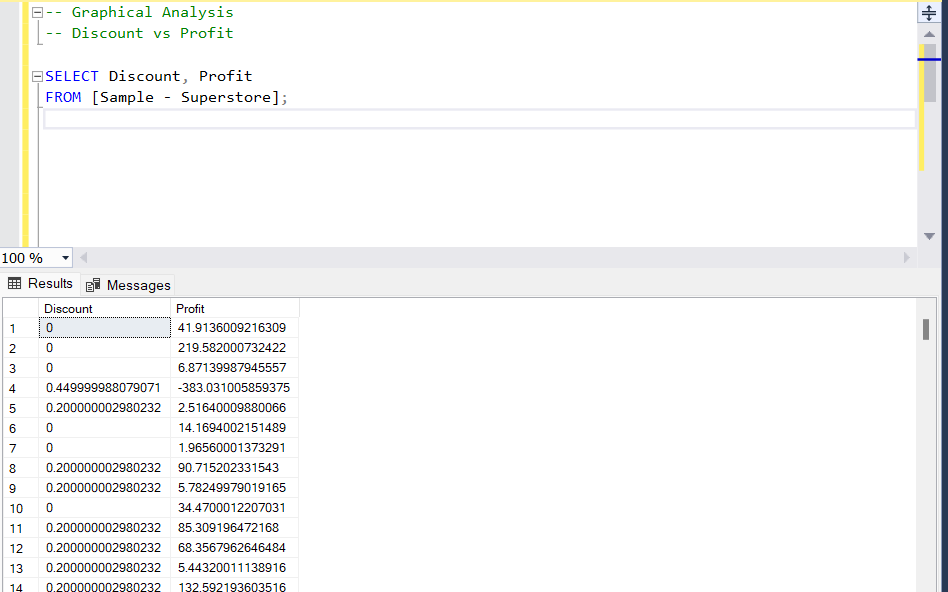 -- Graphical Analysis
-- Discount vs Profit
SELECT Discount, Profit
FROM [Sample - Superstore];
100 %
Results Messages
Discount Profit
1 0 41.9136009216309
2 0 219.582000732422
3 0 6.87139987945557
4 0.449999988079071 -383.031005859375
5 0.200000002980232 2.51640009880066
6 0 14.1694002151489
7 0 1.96560001373291
8 0.200000002980232 90.715202331543
9 0.200000002980232 5.78249979019165
10 0 34.4700012207031
11 0.200000002980232 85.309196472168
12 0.200000002980232 68.3567962646484
13 0.200000002980232 5.44320011138916
14 0.200000002980232 132.592193603516